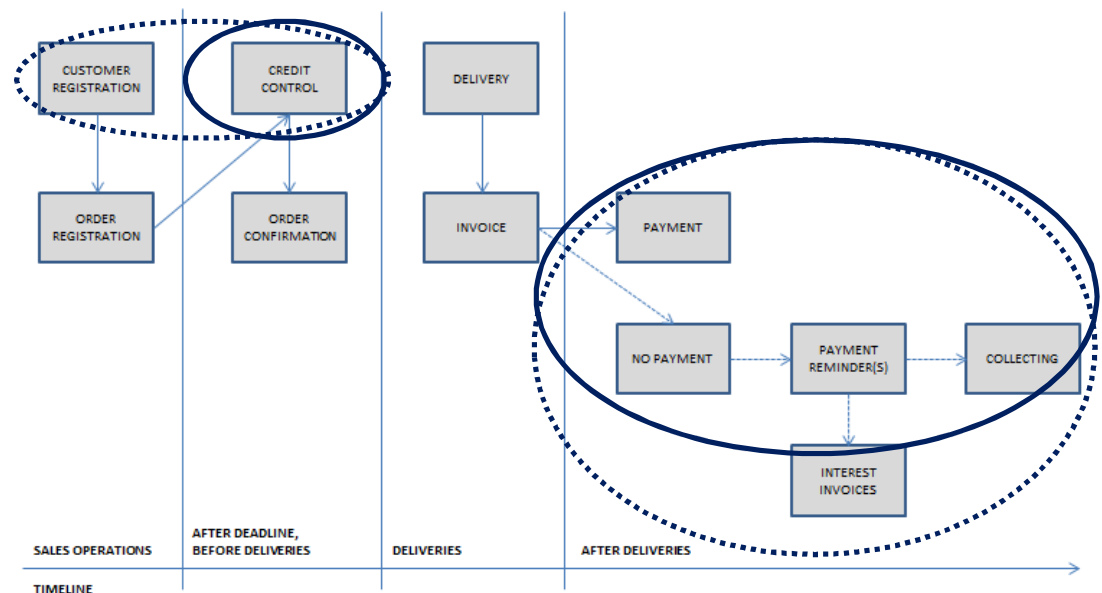 CUSTOMER
REGISTRATION
CREDIT
CONTROL
DELIVERY
ORDER
REGISTRATION
ORDER
CONFIRMATION
INVOICE
PAYMENT
NO PAYMENT
PAYMENT
REMINDER(S)
COLLECTING
INTEREST
INVOICES
SALES OPERATIONS
AFTER DEADLINE,
BEFORE DELIVERIES
DELIVERIES
AFTER DELIVERIES
TIMELINE